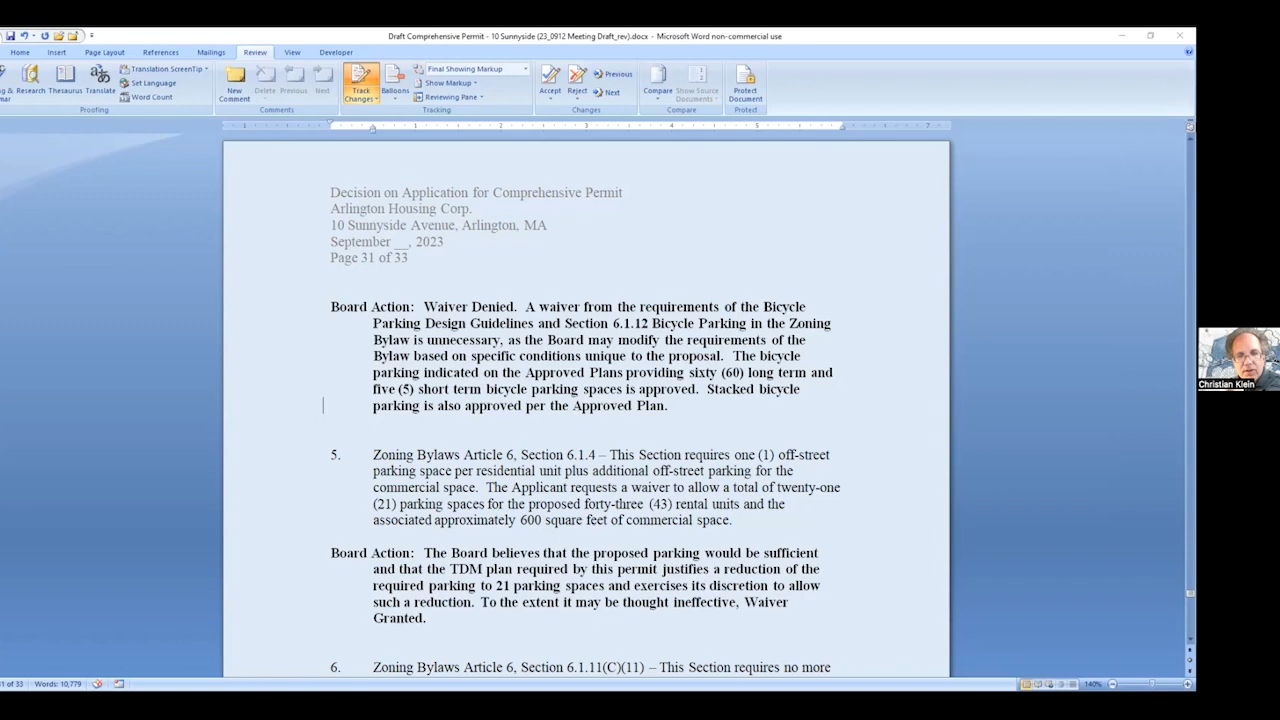 Draft Comprehensive Permit - 10 Sunnyside (23_0912 Meeting Draft_rev).docx - Microsoft Word non-commercial use
Home Insert Page Layout References Mailings Review View Developer
Research Thesaurus Translate
Translation ScreenTip
Set Language
Word Count
Proofing
New Comment
Delete Previous Next
Comments
Track Changes
Balloons
Final Showing Markup
Show Markup
Reviewing Pane
Tracking
Accept Reject
Previous
Next
Changes
Compare
Show Source Documents
Compare
Protect Document
Protect
1 1 2 3 4 5 7
Decision on Application for Comprehensive Permit
Arlington Housing Corp.
10 Sunnyside Avenue, Arlington, MA
September __, 2023
Page 31 of 33
Board Action: Waiver Denied. A waiver from the requirements of the Bicycle
Parking Design Guidelines and Section 6.1.12 Bicycle Parking in the Zoning
Bylaw is unnecessary, as the Board may modify the requirements of the
Bylaw based on specific conditions unique to the proposal. The bicycle
parking indicated on the Approved Plans providing sixty (60) long term and
five (5) short term bicycle parking spaces is approved. Stacked bicycle
parking is also approved per the Approved Plan.
5. Zoning Bylaws Article 6, Section 6.1.4 – This Section requires one (1) off-street
parking space per residential unit plus additional off-street parking for the
commercial space. The Applicant requests a waiver to allow a total of twenty-one
(21) parking spaces for the proposed forty-three (43) rental units and the
associated approximately 600 square feet of commercial space.
Board Action: The Board believes that the proposed parking would be sufficient
and that the TDM plan required by this permit justifies a reduction of the
required parking to 21 parking spaces and exercises its discretion to allow
such a reduction. To the extent it may be thought ineffective, Waiver
Granted.
6. Zoning Bylaws Article 6, Section 6.1.11(C)(11) – This Section requires no more
Words: 10,779
140%
Christian Klein